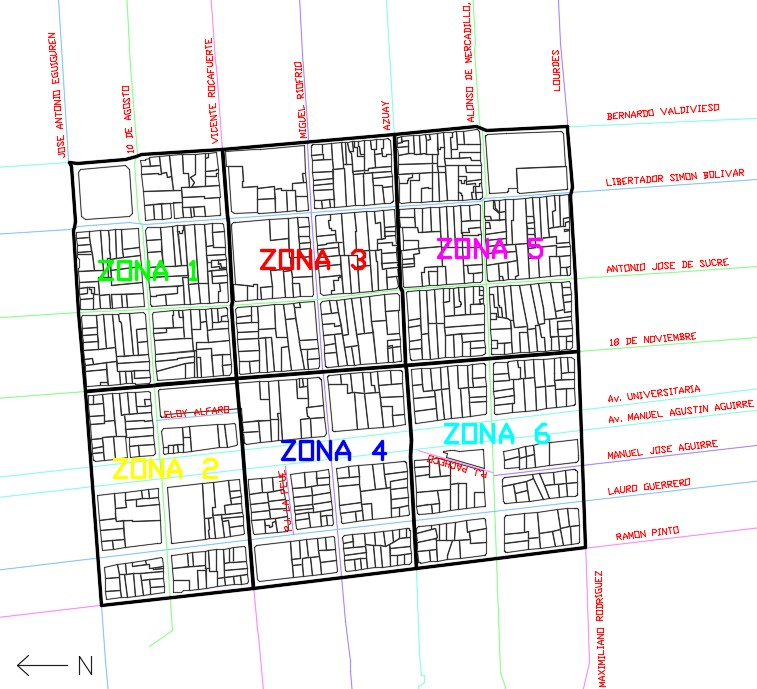 JOSE ANTONIO EGUIGUREN
10 DE AGOSTO
VICENTE ROCAFUERTE
MIGUEL RIOFRIO
AZUAY
ALONSO DE MERCADILLO,
LOURDES
BERNARDO VALDIVIESO
LIBERTADOR SIMON BOLIVAR
ANTONIO JOSE DE SUCRE
18 DE NOVIEMBRE
Av. UNIVERSITARIA
Av. MANUEL AGUSTIN AGUIRRE
MANUEL JOSE AGUIRRE
LAURO GUERRERO
RAMON PINTO
MAXIMILIANO RODRIGUEZ
ZONA 1
ZONA 3
ZONA 5
ELOY ALFARO
ZONA 2
ZONA 4
ZONA 6
PJ. PACHECO
N